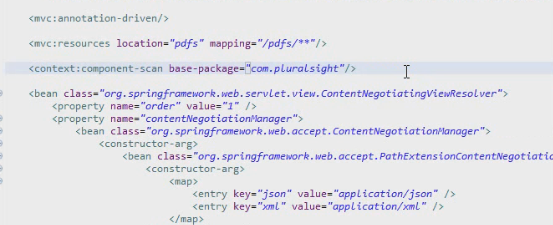 <mvc:annotation-driven/>
<mvc:resources location="pdfs" mapping="/pdfs/**"/>
<context:component-scan base-package="com.pluralsight"/>
<bean class="org.springframework.web.servlet.view.ContentNegotiatingViewResolver">
<property name="order" value="1" />
<property name="contentNegotiationManager">
<bean class="org.springframework.web.accept.ContentNegotiationManager">
<constructor-arg>
<bean class="org.springframework.web.accept.PathExtensionContentNegotia
<constructor-arg>
<map>
<entry key="json" value="application/json" />
<entry key="xml" value="application/xml" />
</map>